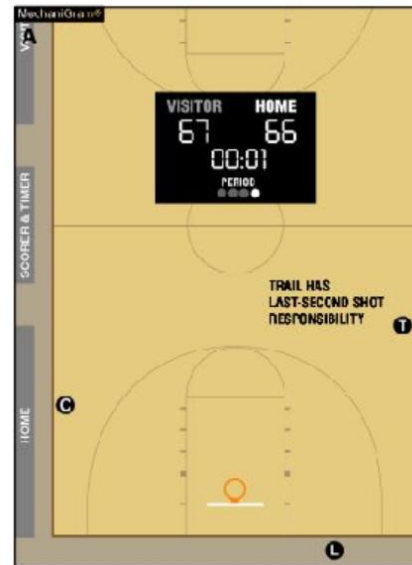 MechaniGram®
A
VISITOR HOME
67 66
00:01
PERIOD
SCORER & TIMER
TRAIL HAS
LAST-SECOND SHOT
RESPONSIBILITY
T
HOME
C
L